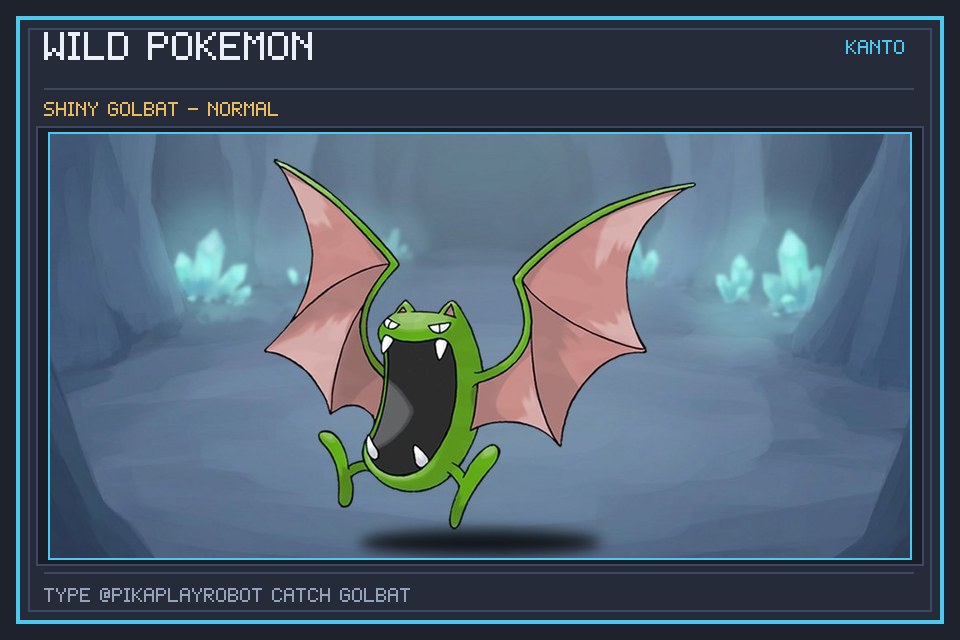 WILD POKEMON
KANTO
SHINY GOLBAT - NORMAL
TYPE @PIKAPLAYROBOT CATCH GOLBAT